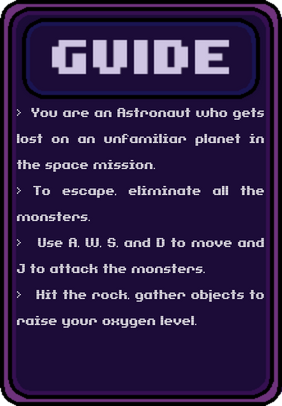 GUIDE
> You are an Astronaut who gets
lost on an unfamiliar planet in
the space mission.
> To escape, eliminate all the
monsters.
> Use A, W, S, and D to move and
J to attack the monsters.
> Hit the rock, gather objects to
raise your oxygen level.